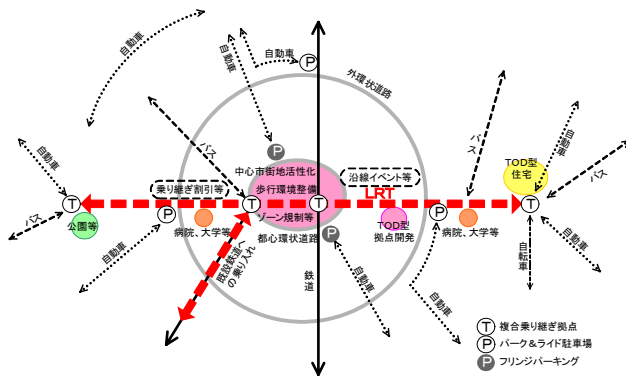 自動車
自動車
自動車
P
外環状道路
自動車
バス
P
中心市街地活性化
沿線イベント等
バス
TOD型
住宅
自動車
バス
乗り継ぎ割引等
歩行環境整備
LRT
T
T
T
T
バス
公園等
P
病院、大学等
ゾーン規制等
TOD型
拠点開発
P
病院、大学等
都心環状道路
P
自動車
既設鉄道へ
の乗り入れ
鉄道
自動車
自転車
自動車
自動車
T 複合乗り継ぎ拠点
P パーク&ライド駐車場
P フリンジパーキング